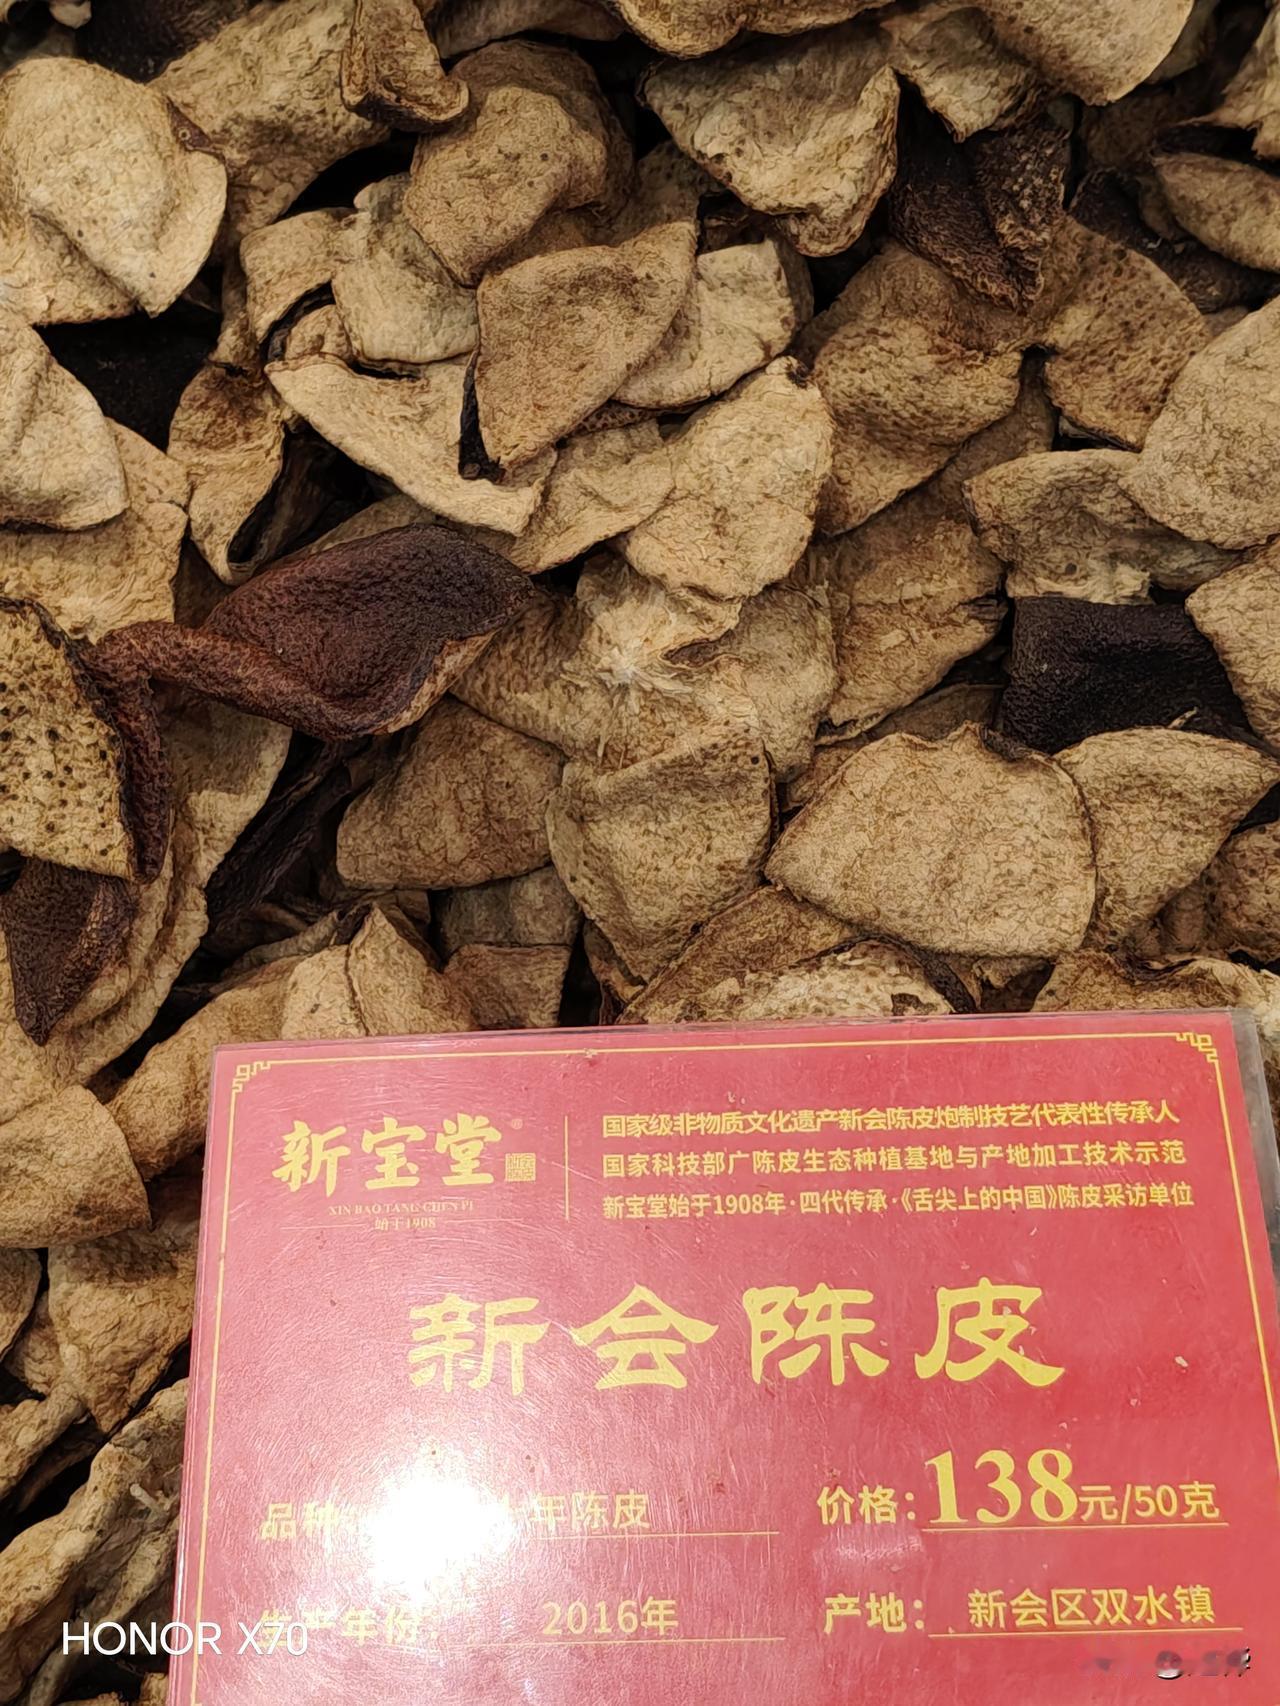 新宝堂®
XIN BAO TANG CHEN PI
始于1908
国家级非物质文化遗产新会陈皮炮制技艺代表性传承人
国家科技部广陈皮生态种植基地与产地加工技术示范
新宝堂始于1908年·四代传承·《舌尖上的中国》陈皮采访单位
新会陈皮
品种 年陈皮
价格：138元/50克
生产年份： 2016年
产地： 新会区双水镇
HONOR X70